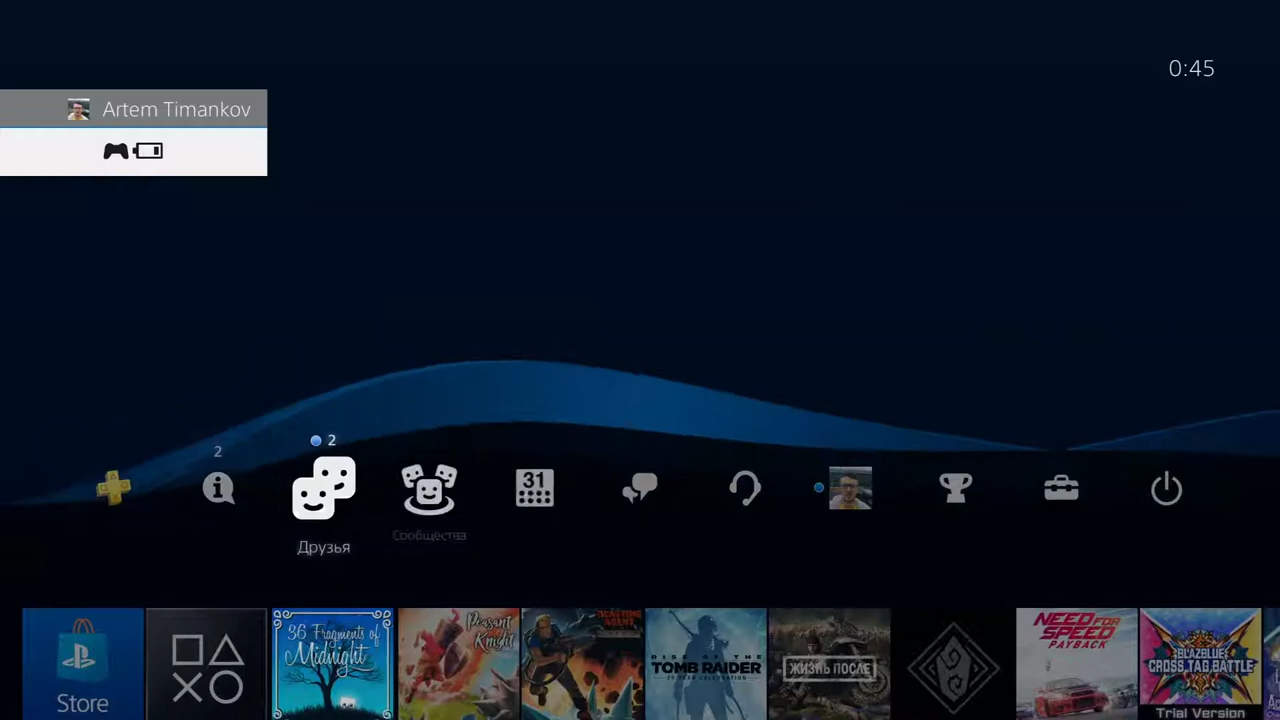 0:45
Artem Timankov
2
2
31
Друзья
Сообщества
Store
36 Fragments of
Midnight
Peasant
Knight
RISE OF THE
TOMB RAIDER
20 YEAR CELEBRATION
ЖИЗНЬ ПОСЛЕ
NEED FOR
SPEED
PAYBACK
BLAZBLUE
CROSS TAG BATTLE
Trial Version